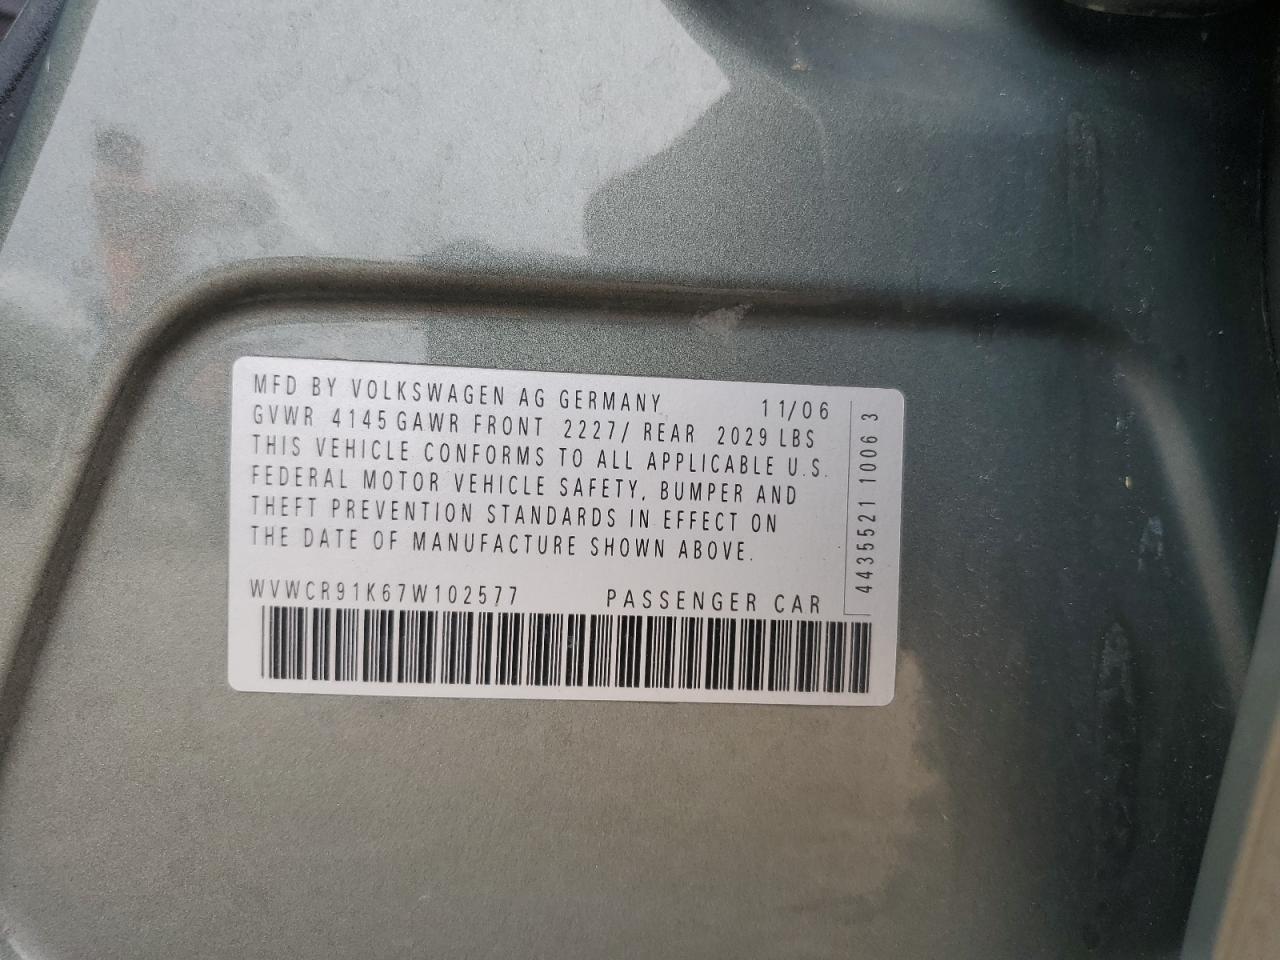 MFD BY VOLKSWAGEN AG GERMANY 11/06
GVWR 4145 GAWR FRONT 2227/ REAR 2029 LBS
THIS VEHICLE CONFORMS TO ALL APPLICABLE U.S.
FEDERAL MOTOR VEHICLE SAFETY, BUMPER AND
THEFT PREVENTION STANDARDS IN EFFECT ON
THE DATE OF MANUFACTURE SHOWN ABOVE.
WVWCR91K67W102577 PASSENGER CAR
4435521 1006 3